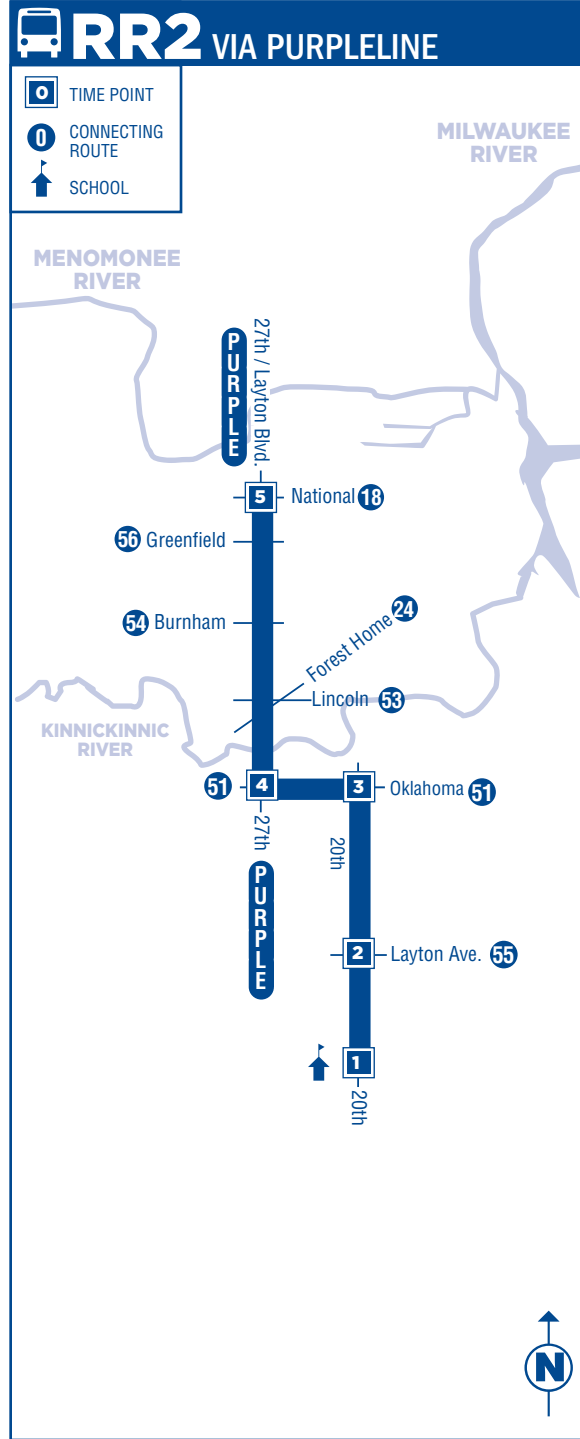 RR2 VIA PURPLELINE
0 TIME POINT
0 CONNECTING
ROUTE
SCHOOL
MILWAUKEE
RIVER
MENOMONEE
RIVER
PURPLE
27th / Layton Blvd.
5 National 18
56 Greenfield
54 Burnham
Forest Home 24
Lincoln 53
KINNICKINNIC
RIVER
51 4
3 Oklahoma 51
27th
20th
PURPLE
2 Layton Ave. 55
1
20th
N